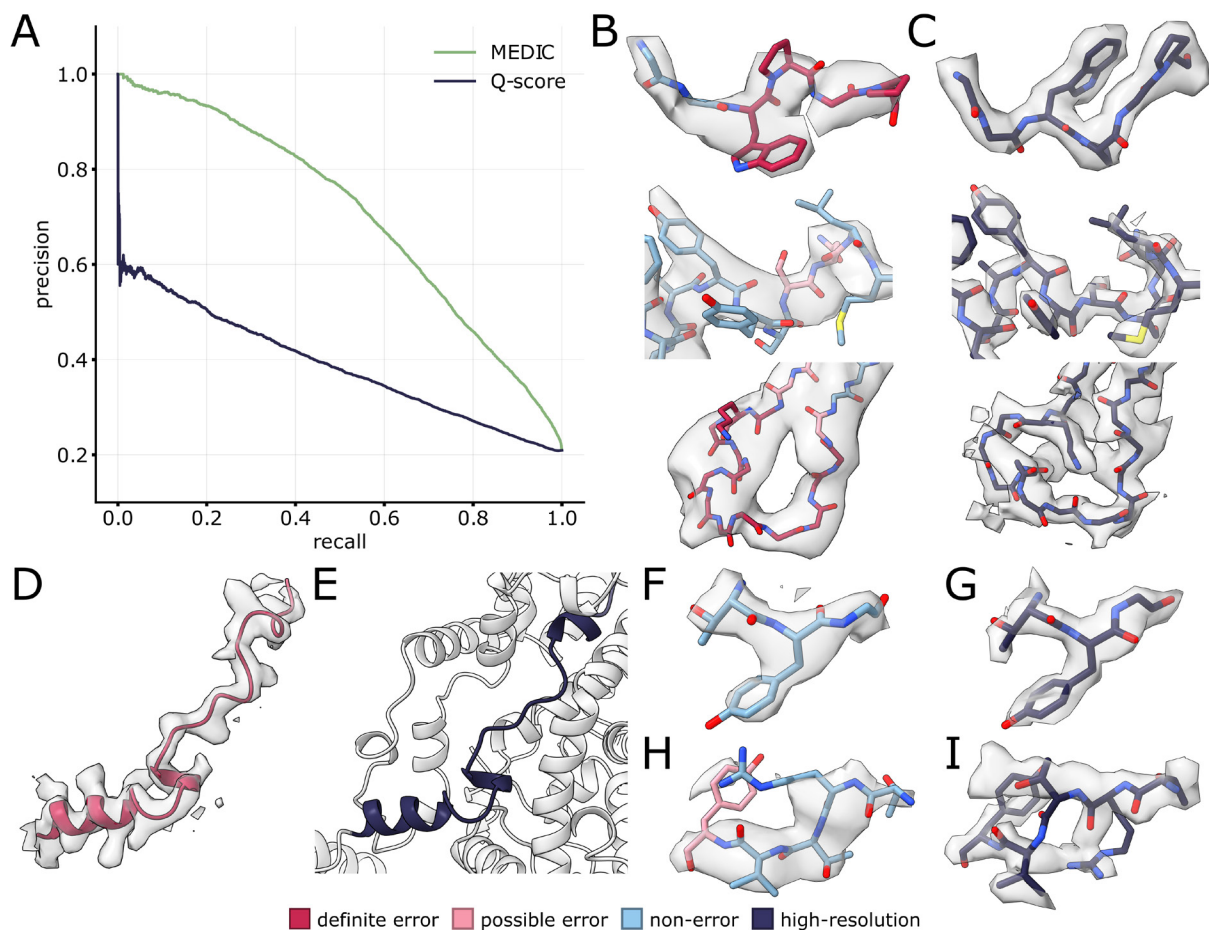 A
B
C
MEDIC
Q-score
1.0
0.8
0.6
0.4
0.2
precision
0.0
0.2
0.4
0.6
0.8
1.0
recall
D
E
F
G
H
I
definite error
possible error
non-error
high-resolution